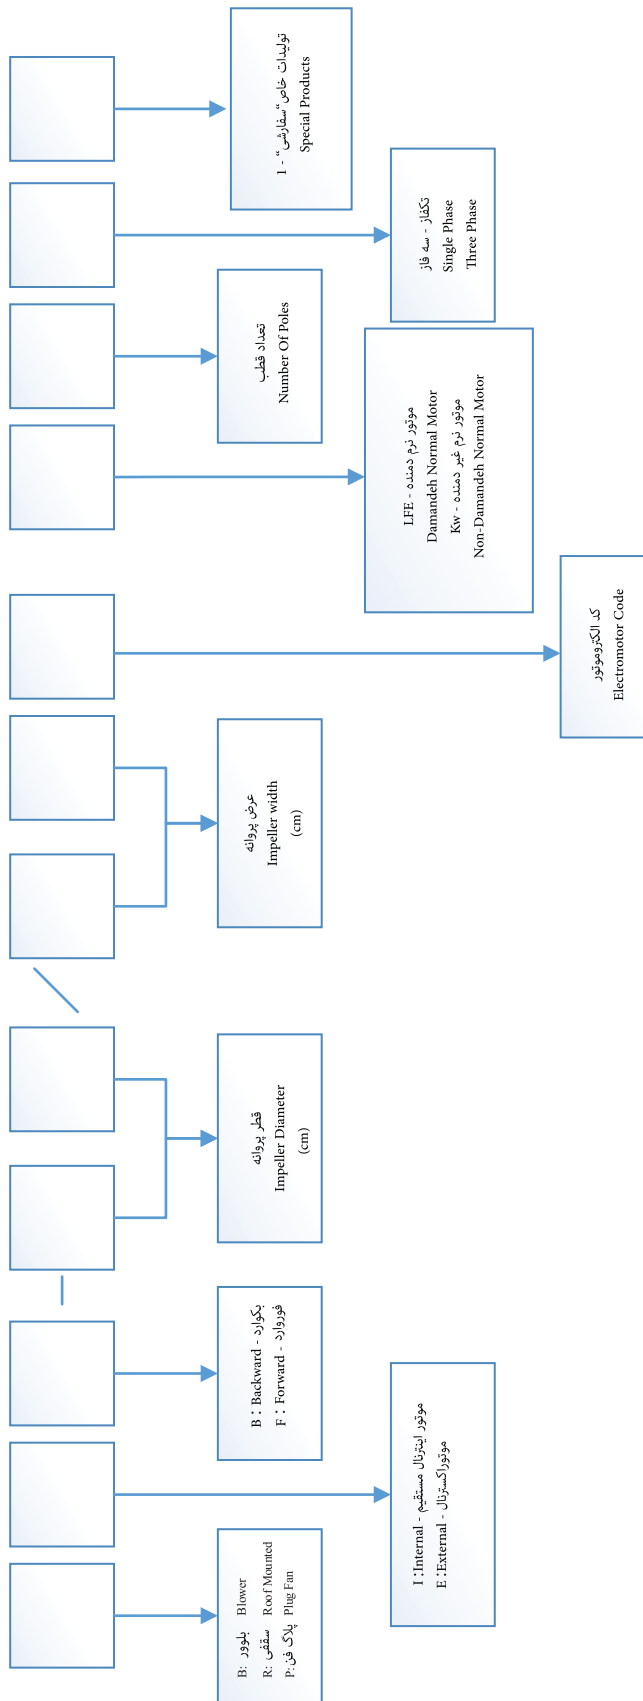 B: بلوور Blower
R: سقفی Roof Mounted
P: پلاگ فن Plug Fan
I :Internal - موتور اینترنال مستقیم
E :External - موتوراکسترنال
B : Backward - بکوارد
F : Forward - فوروارد
قطر پروانه
Impeller Diameter
(cm)
عرض پروانه
Impeller width
(cm)
کد الکتروموتور
Electromotor Code
LFE - موتور نرم دمنده
Damandeh Normal Motor
Kw - موتور نرم غیر دمنده
Non-Damandeh Normal Motor
تعداد قطب
Number Of Poles
تکفاز - سه فاز
Single Phase
Three Phase
1 - “تولیدات خاص“سفارشی
Special Products